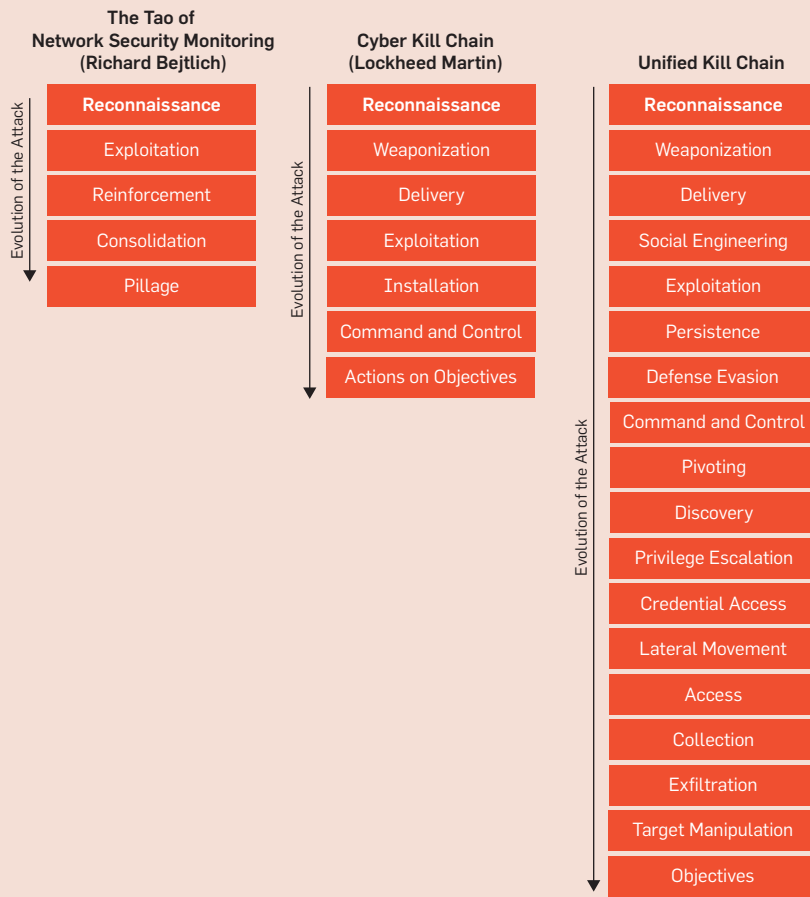 The Tao of
Network Security Monitoring
(Richard Bejtlich)
Evolution of the Attack
Reconnaissance
Exploitation
Reinforcement
Consolidation
Pillage
Cyber Kill Chain
(Lockheed Martin)
Evolution of the Attack
Reconnaissance
Weaponization
Delivery
Exploitation
Installation
Command and Control
Actions on Objectives
Unified Kill Chain
Evolution of the Attack
Reconnaissance
Weaponization
Delivery
Social Engineering
Exploitation
Persistence
Defense Evasion
Command and Control
Pivoting
Discovery
Privilege Escalation
Credential Access
Lateral Movement
Access
Collection
Exfiltration
Target Manipulation
Objectives